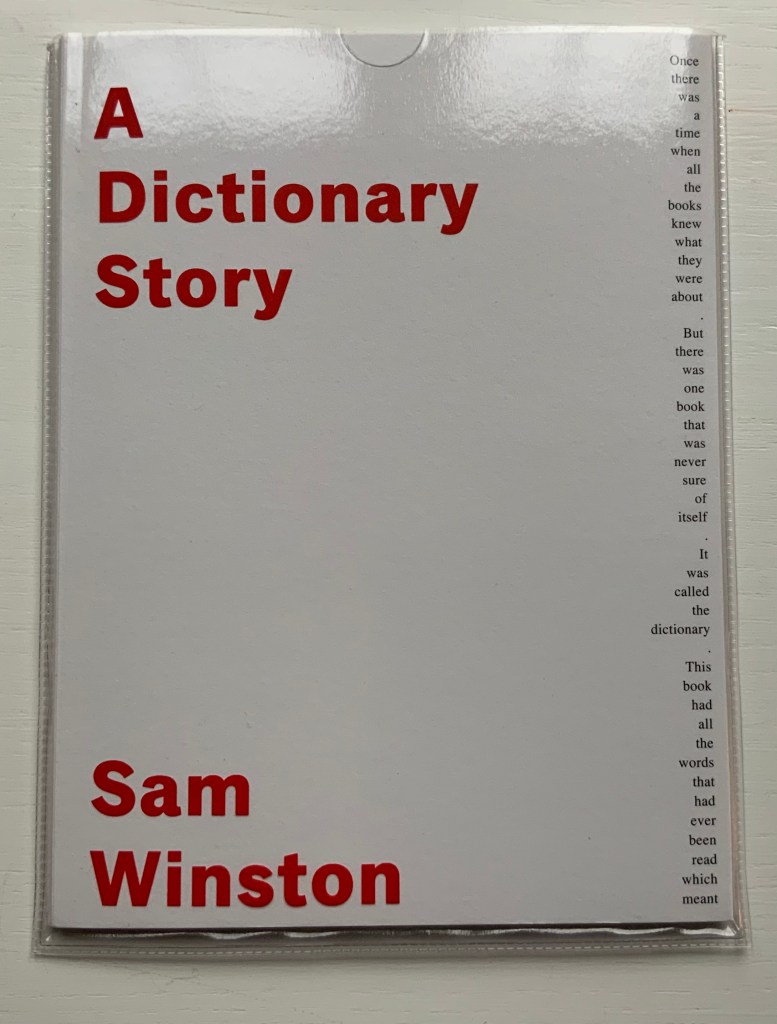 A
Dictionary
Story
Sam
Winston
Once
there
was
a
time
when
all
the
books
knew
what
they
were
about
.
But
there
was
one
book
that
was
never
sure
of
itself
.
It
was
called
the
dictionary
.
This
book
had
all
the
words
that
had
ever
been
read
which
meant